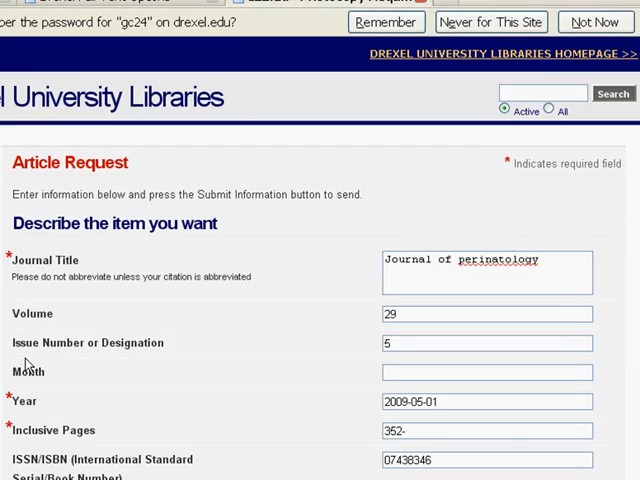 per the password for "gc24" on drexel.edu?
Remember
Never for This Site
Not Now
DREXEL UNIVERSITY LIBRARIES HOMEPAGE >>
el University Libraries
Search
Active
All
Article Request
* Indicates required field
Enter information below and press the Submit Information button to send.
Describe the item you want
*Journal Title
Journal of perinatology
Please do not abbreviate unless your citation is abbreviated
Volume
29
Issue Number or Designation
5
Month
*Year
2009-05-01
*Inclusive Pages
352-
ISSN/ISBN (International Standard
07438346
Serial/Book Number)